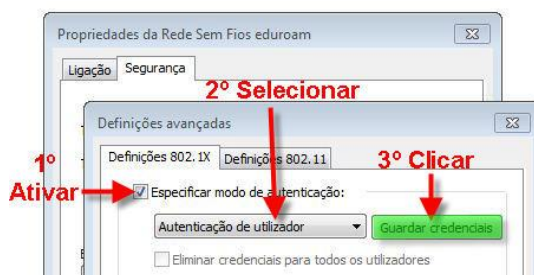 Propriedades da Rede Sem Fios eduroam
Ligação Segurança
2º Selecionar
Definições avançadas
Definições 802.1X Definições 802.11
1º
Ativar
3º Clicar
Especificar modo de autenticação:
Autenticação de utilizador
Guardar credenciais
Eliminar credenciais para todos os utilizadores